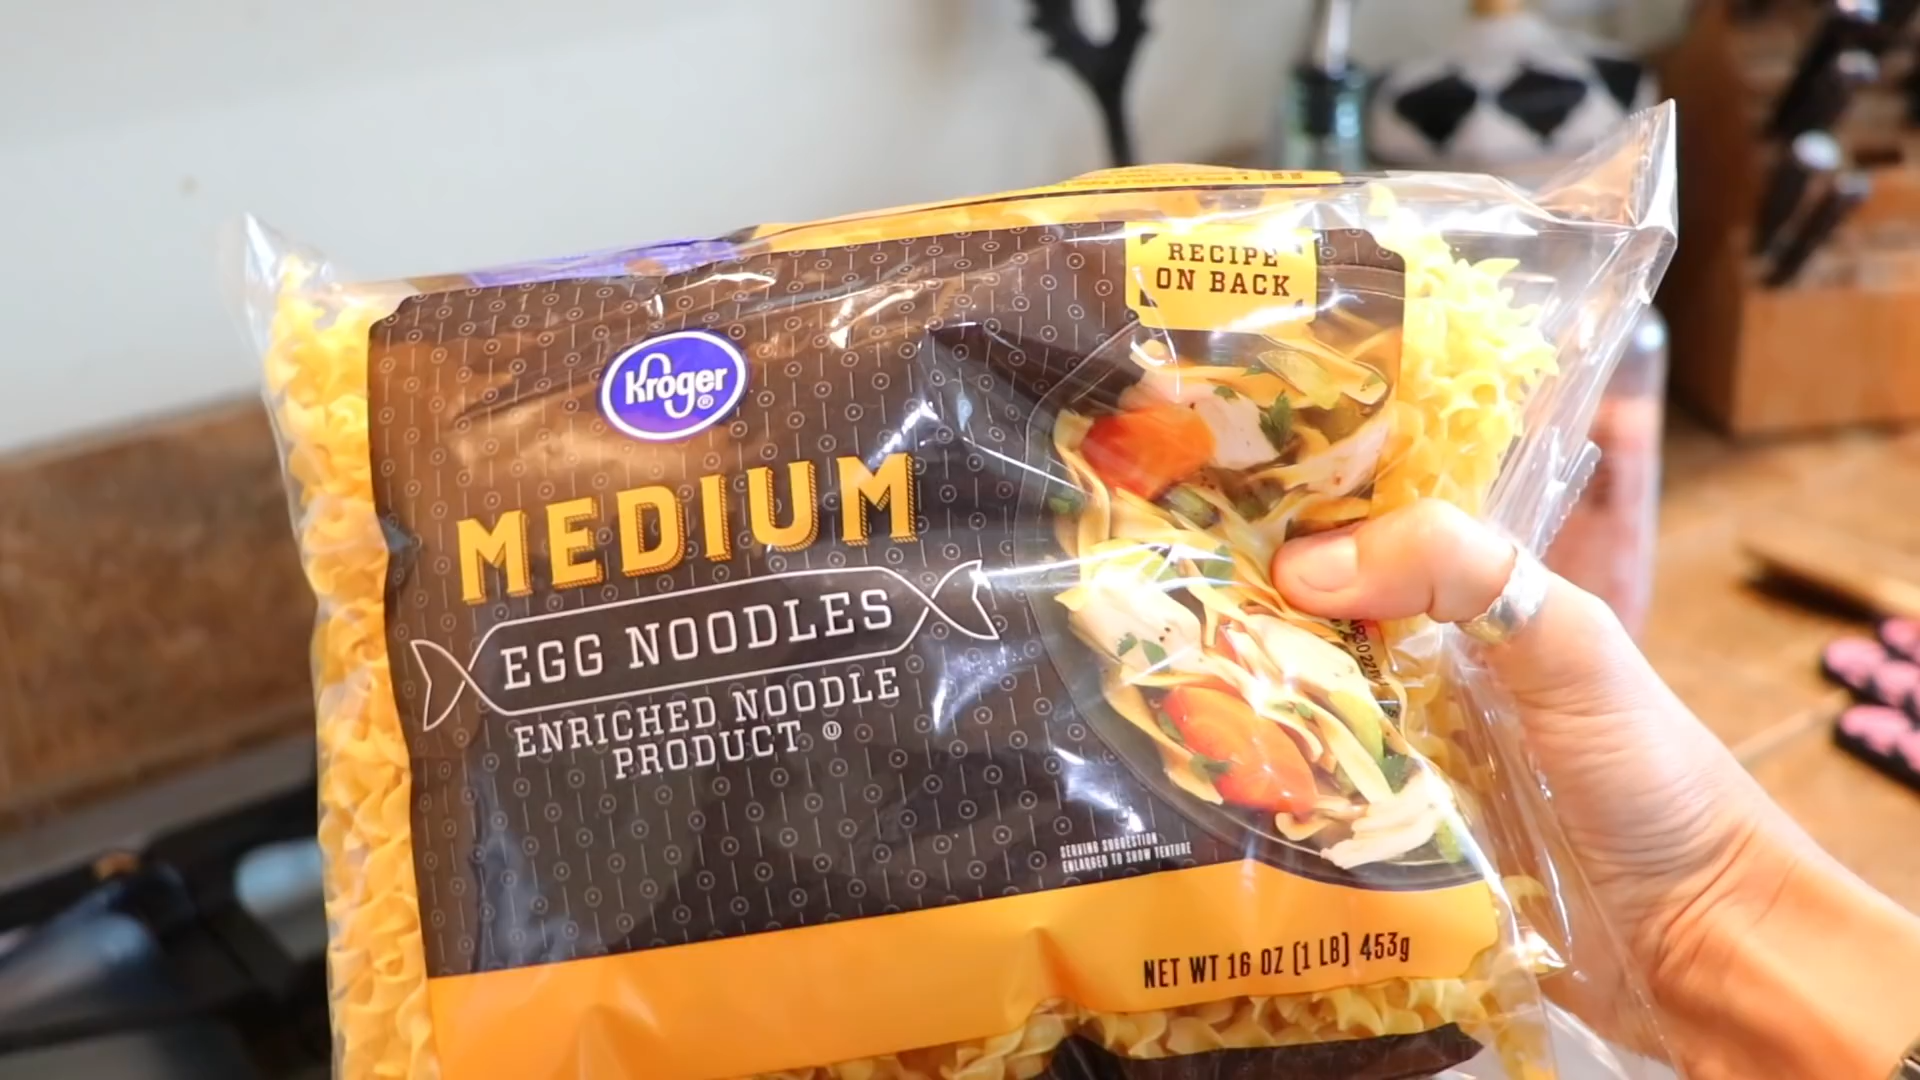 RECIPE
ON BACK
Kroger®
MEDIUM
EGG NOODLES
ENRICHED NOODLE
PRODUCT Ⓤ
SERVING SUGGESTION
ENLARGED TO SHOW TEXTURE
NET WT 16 OZ (1 LB) 453g